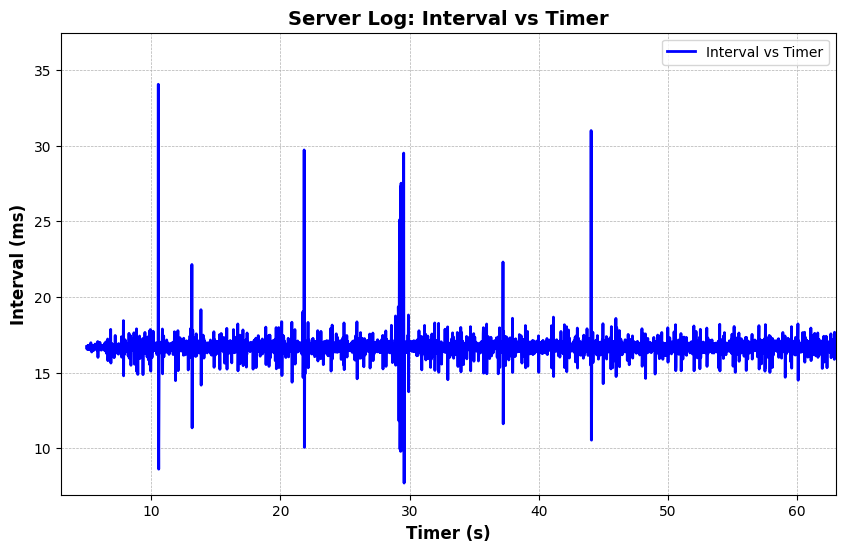 Server Log: Interval vs Timer
Interval vs Timer
35
30
25
20
15
10
Interval (ms)
10 20 30 40 50 60
Timer (s)